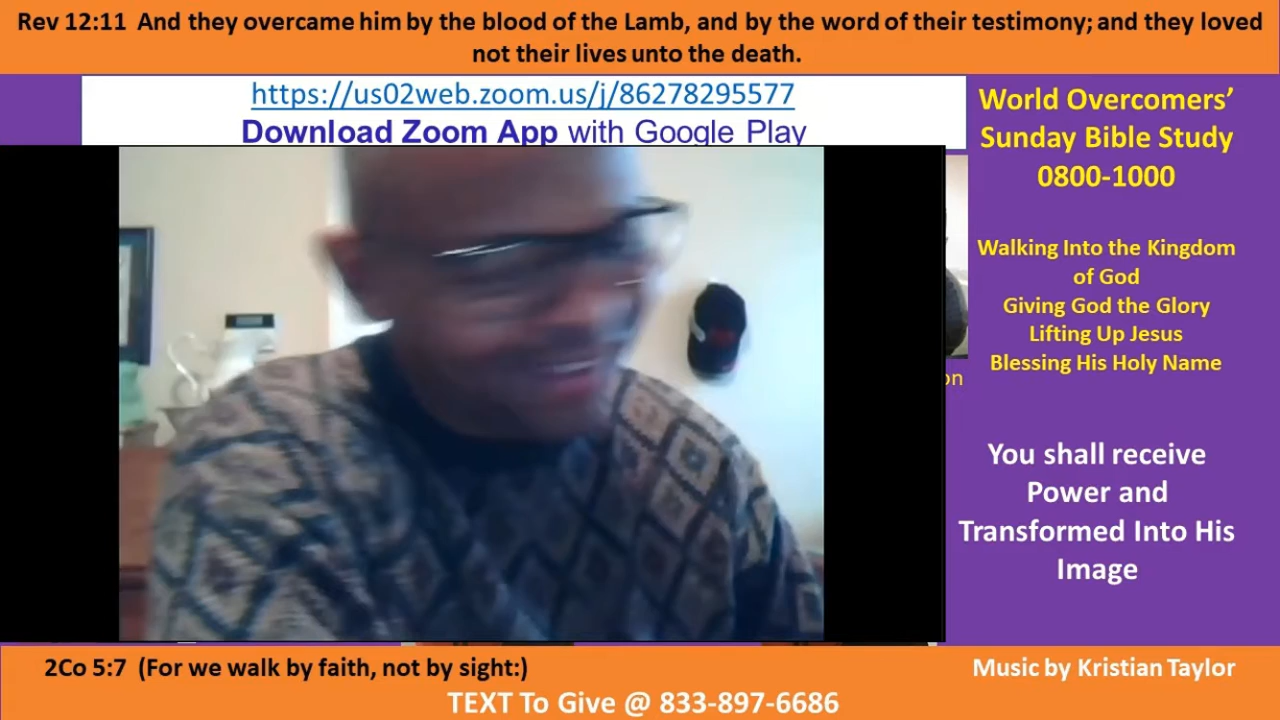 Rev 12:11 And they overcame him by the blood of the Lamb, and by the word of their testimony; and they loved
not their lives unto the death.
https://us02web.zoom.us/j/86278295577
Download Zoom App with Google Play
World Overcomers’
Sunday Bible Study
0800-1000
Walking Into the Kingdom
of God
Giving God the Glory
Lifting Up Jesus
Blessing His Holy Name
on
You shall receive
Power and
Transformed Into His
Image
2Co 5:7 (For we walk by faith, not by sight:)
Music by Kristian Taylor
TEXT To Give @ 833-897-6686